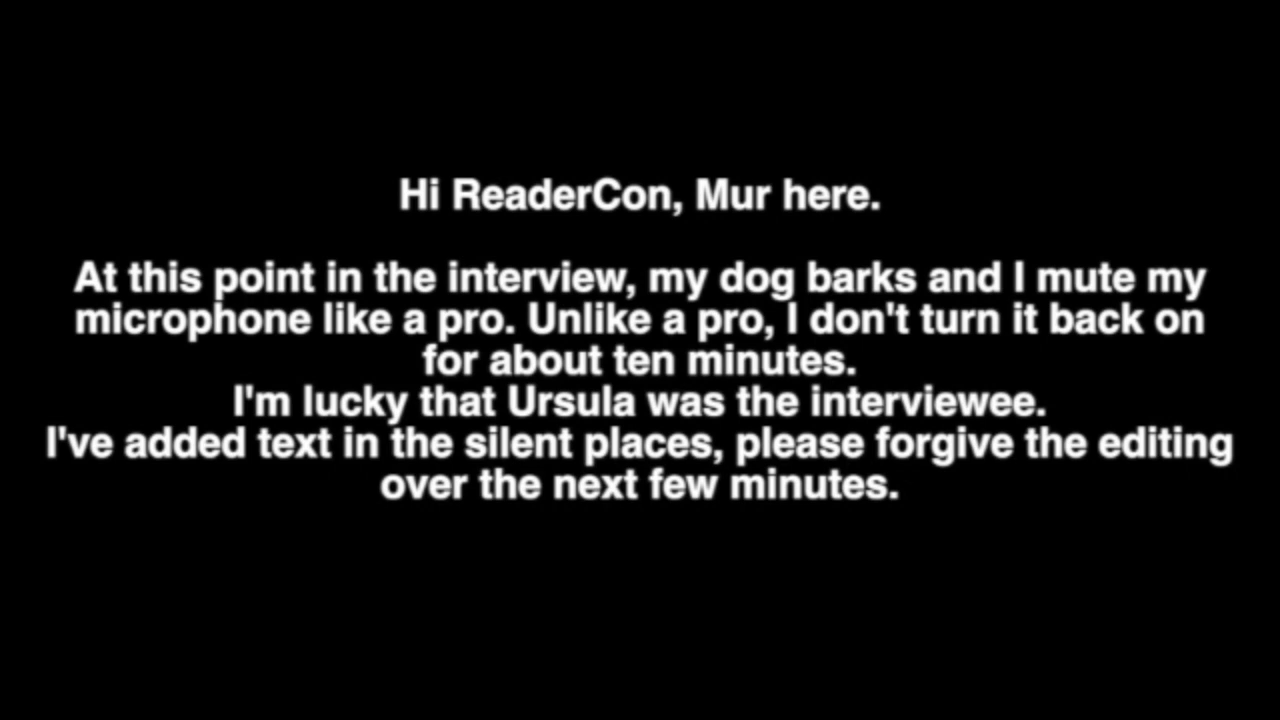 Hi ReaderCon, Mur here.
At this point in the interview, my dog barks and I mute my
microphone like a pro. Unlike a pro, I don't turn it back on
for about ten minutes.
I'm lucky that Ursula was the interviewee.
I've added text in the silent places, please forgive the editing
over the next few minutes.